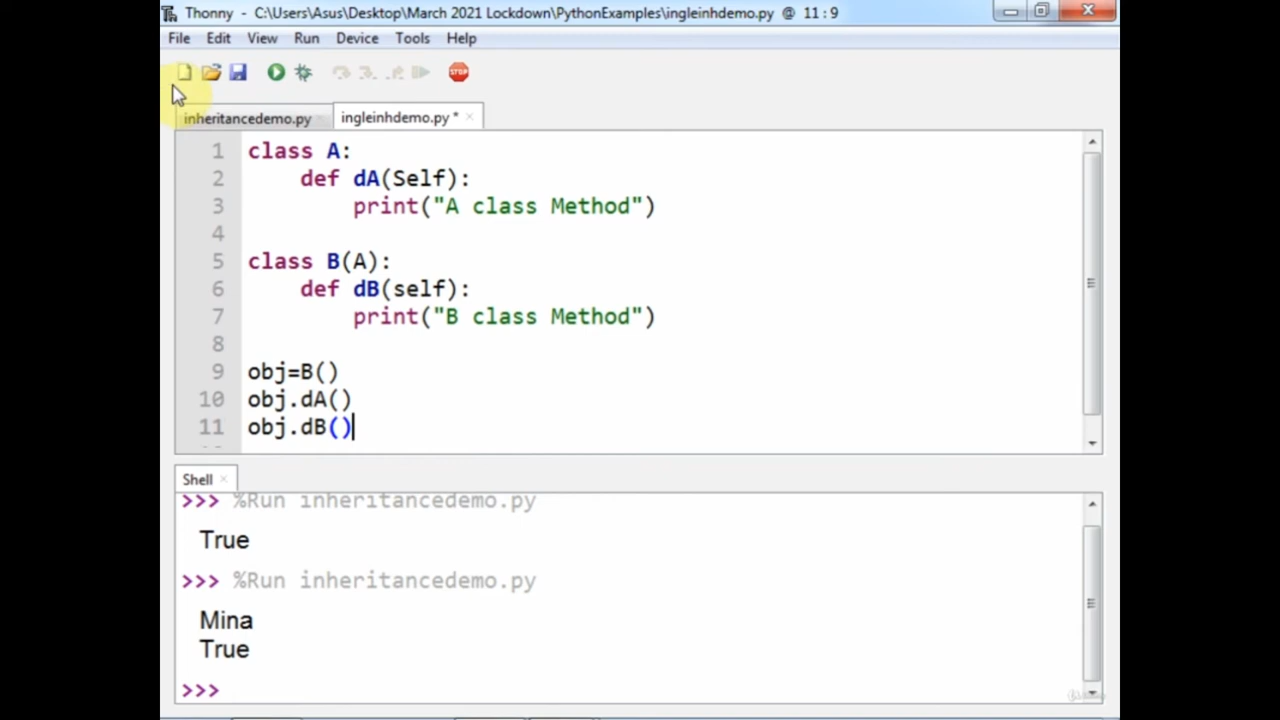 Thonny - C:\Users\Asus\Desktop\March 2021 Lockdown\PythonExamples\ingleinhdemo.py @ 11 : 9
File Edit View Run Device Tools Help
STOP
inheritancedemo.py ingleinhdemo.py *
1 class A:
2     def dA(Self):
3         print("A class Method")
4
5 class B(A):
6     def dB(self):
7         print("B class Method")
8
9 obj=B()
10 obj.dA()
11 obj.dB()
Shell
>>> %Run inheritancedemo.py
True
>>> %Run inheritancedemo.py
Mina
True
>>>